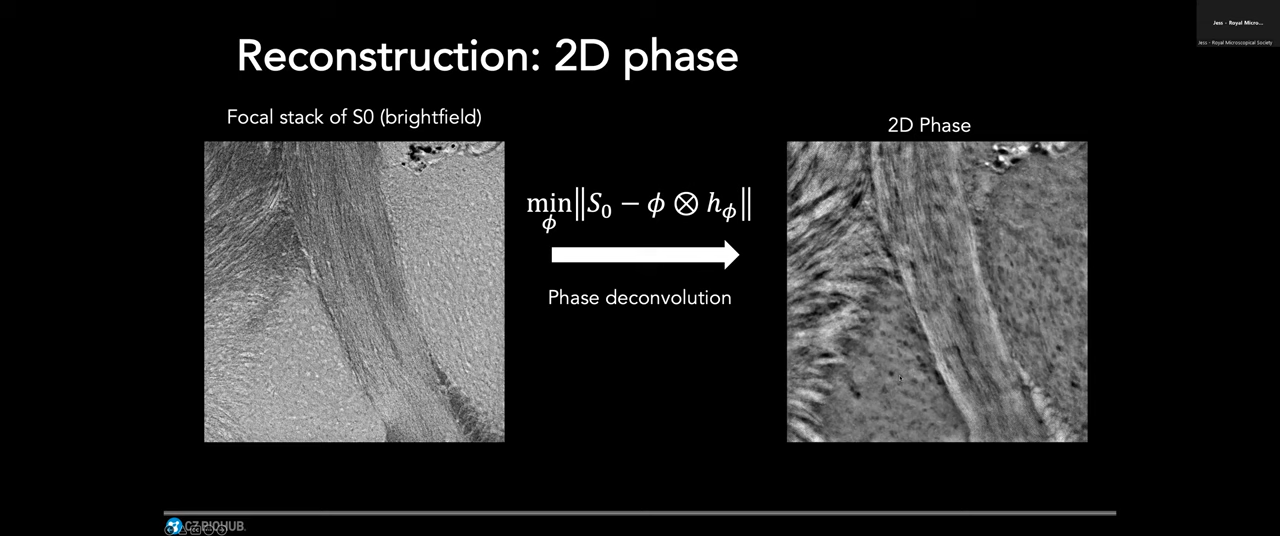 Jess - Royal Micro...
Jess - Royal Microscopical Society
Reconstruction: 2D phase
Focal stack of S0 (brightfield)
2D Phase
min‖S₀ − ϕ ⊗ hϕ‖
ϕ
Phase deconvolution
CZ BIOHUB